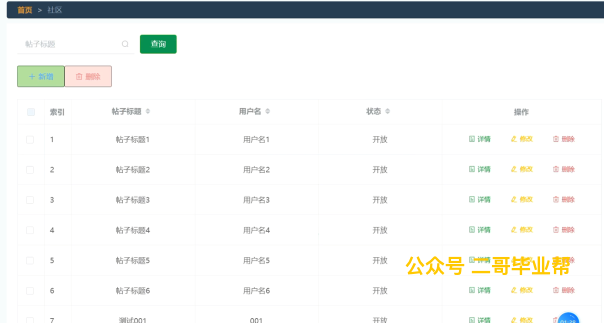 首页 > 社区
帖子标题 查询
+ 新增 删除
索引 帖子标题 用户名 状态 操作
1 帖子标题1 用户名1 开放 详情 修改 删除
2 帖子标题2 用户名2 开放 详情 修改 删除
3 帖子标题3 用户名3 开放 详情 修改 删除
4 帖子标题4 用户名4 开放 详情 修改 删除
5 帖子标题5 用户名5 开放 详情 修改 删除
公众号 二哥毕业帮
6 帖子标题6 用户名6 开放 详情 修改 删除
7 测试001 001 开放 详情 修改